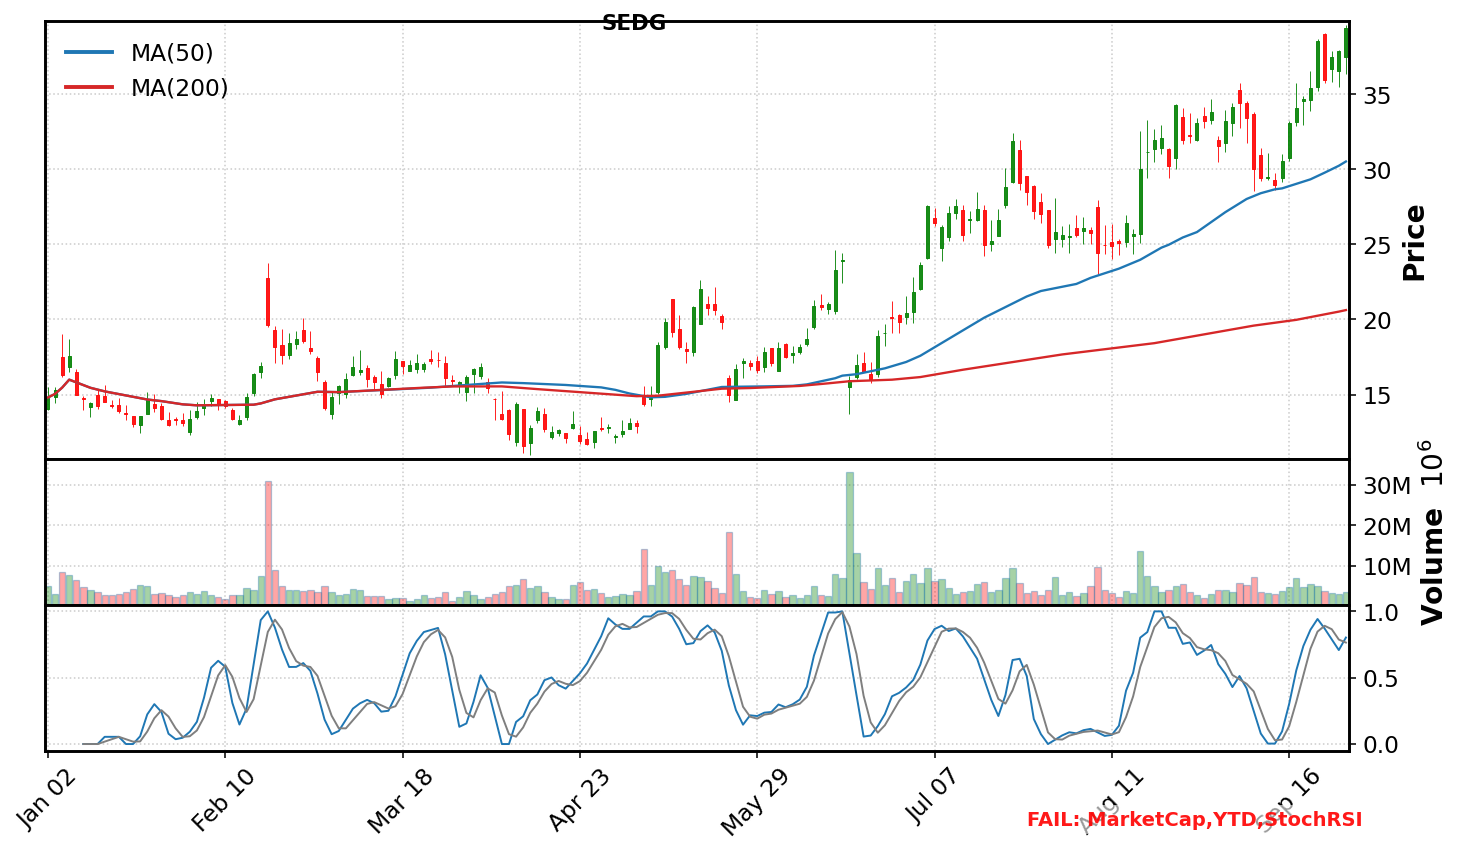 SEDG
MA(50)
MA(200)
35
30
25
20
15
Price
30M
20M
10M
Volume 10^6
1.0
0.5
0.0
Jan 02
Feb 10
Mar 18
Apr 23
May 29
Jul 07
Aug 11
Sep 16
FAIL: MarketCap,YTD,StochRSI